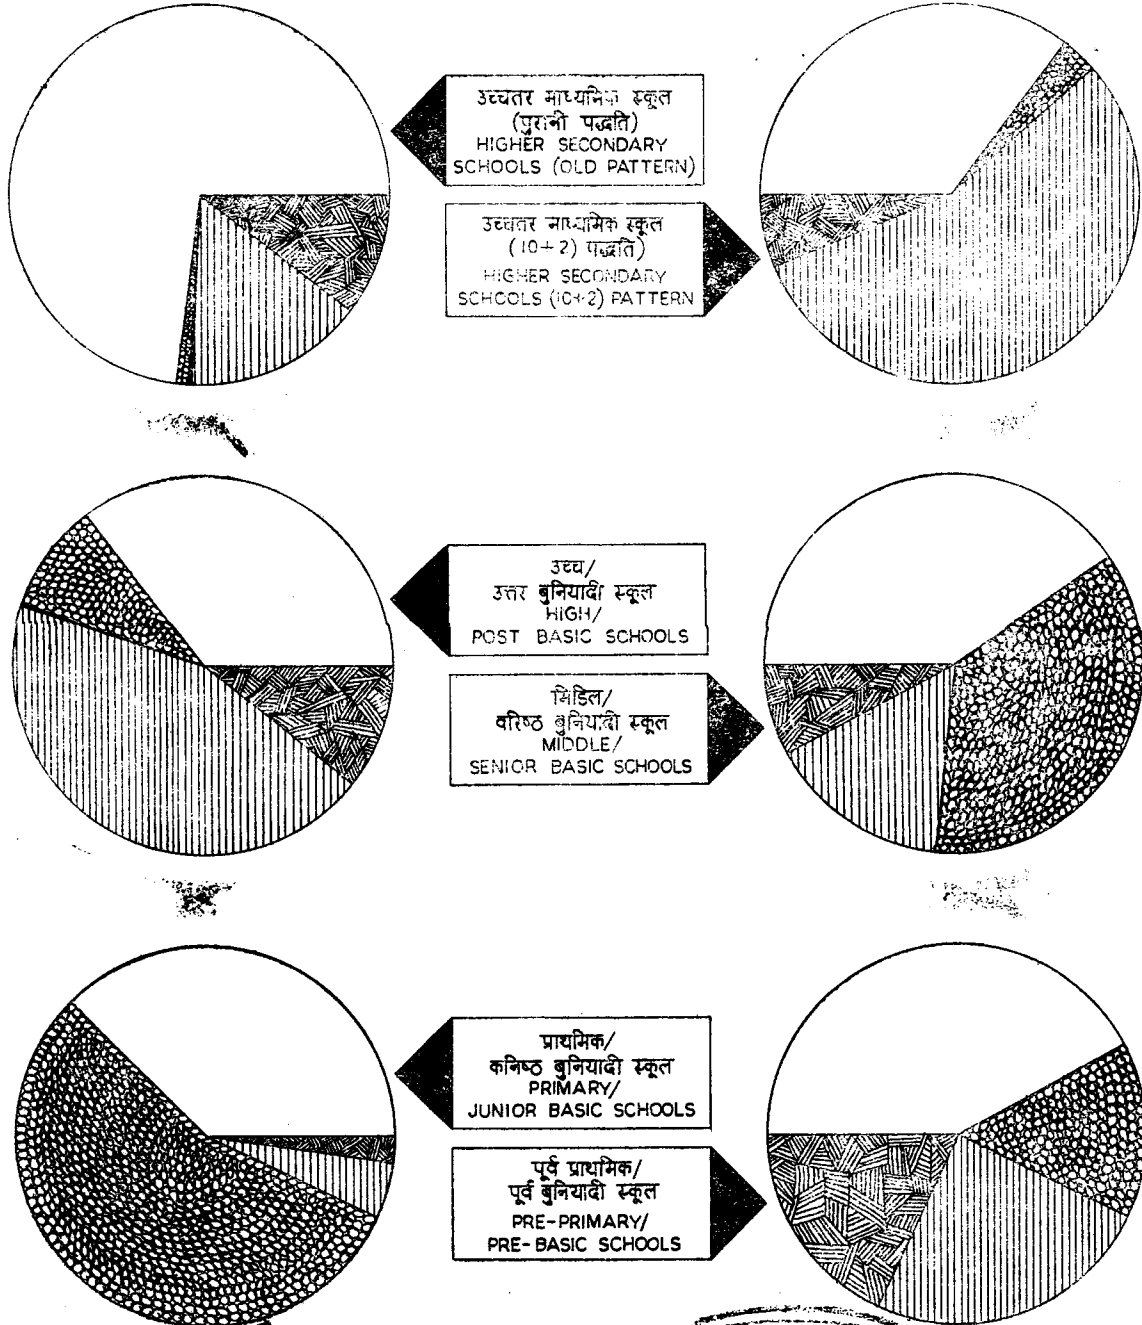 उच्चतर माध्यमिक स्कूल
(पुरानी पद्धति)
HIGHER SECONDARY
SCHOOLS (OLD PATTERN)
उच्चतर माध्यमिक स्कूल
(10+2) पद्धति)
HIGHER SECONDARY
SCHOOLS (10+2) PATTERN
उच्च/
उत्तर बुनियादी स्कूल
HIGH/
POST BASIC SCHOOLS
मिडिल/
वरिष्ठ बुनियादी स्कूल
MIDDLE/
SENIOR BASIC SCHOOLS
प्राथमिक/
कनिष्ठ बुनियादी स्कूल
PRIMARY/
JUNIOR BASIC SCHOOLS
पूर्व प्राथमिक/
पूर्व बुनियादी स्कूल
PRE-PRIMARY/
PRE-BASIC SCHOOLS